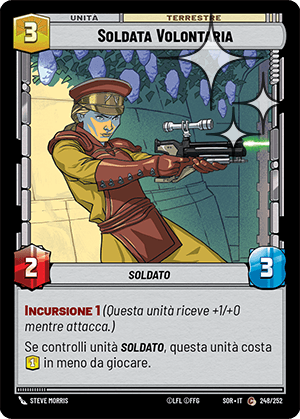 UNITÀ
TERRESTRE
3
SOLDATA VOLONTARIA
2
SOLDATO
3
INCURSIONE 1 (Questa unità riceve +1/+0
mentre attacca.)
Se controlli unità SOLDATO, questa unità costa
1 in meno da giocare.
STEVE MORRIS
©LFL ©FFG
SOR•IT
C
248/252